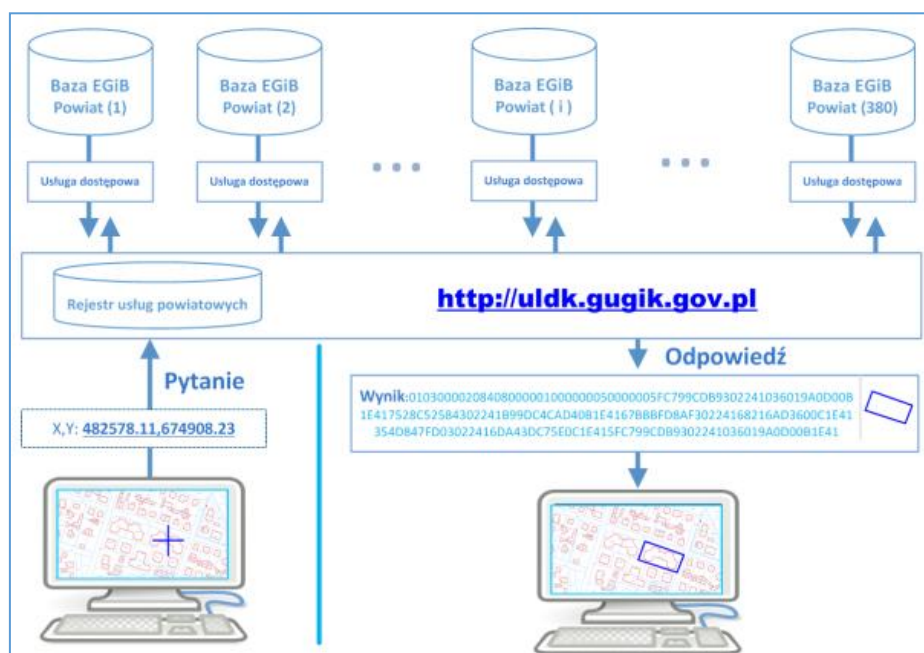 Baza EGiB
Powiat (1)
Baza EGiB
Powiat (2)
Baza EGiB
Powiat ( i )
Baza EGiB
Powiat (380)
Usługa dostępowa
Usługa dostępowa
Usługa dostępowa
Usługa dostępowa
Rejestr usług powiatowych
http://uldk.gugik.gov.pl
Pytanie
X,Y: 482578.11,674908.23
Odpowiedź
Wynik:01030000020840800000100000005000000 5FC799CDB9302241036019A0D00B
1E417528C52584302241B99DC4CAD40B1E4167BBBFD8AF30224168216AD3600C1E41
354D847FD03022416DA43DC75E0C1E415FC799CDB9302241036019A0D00B1E41